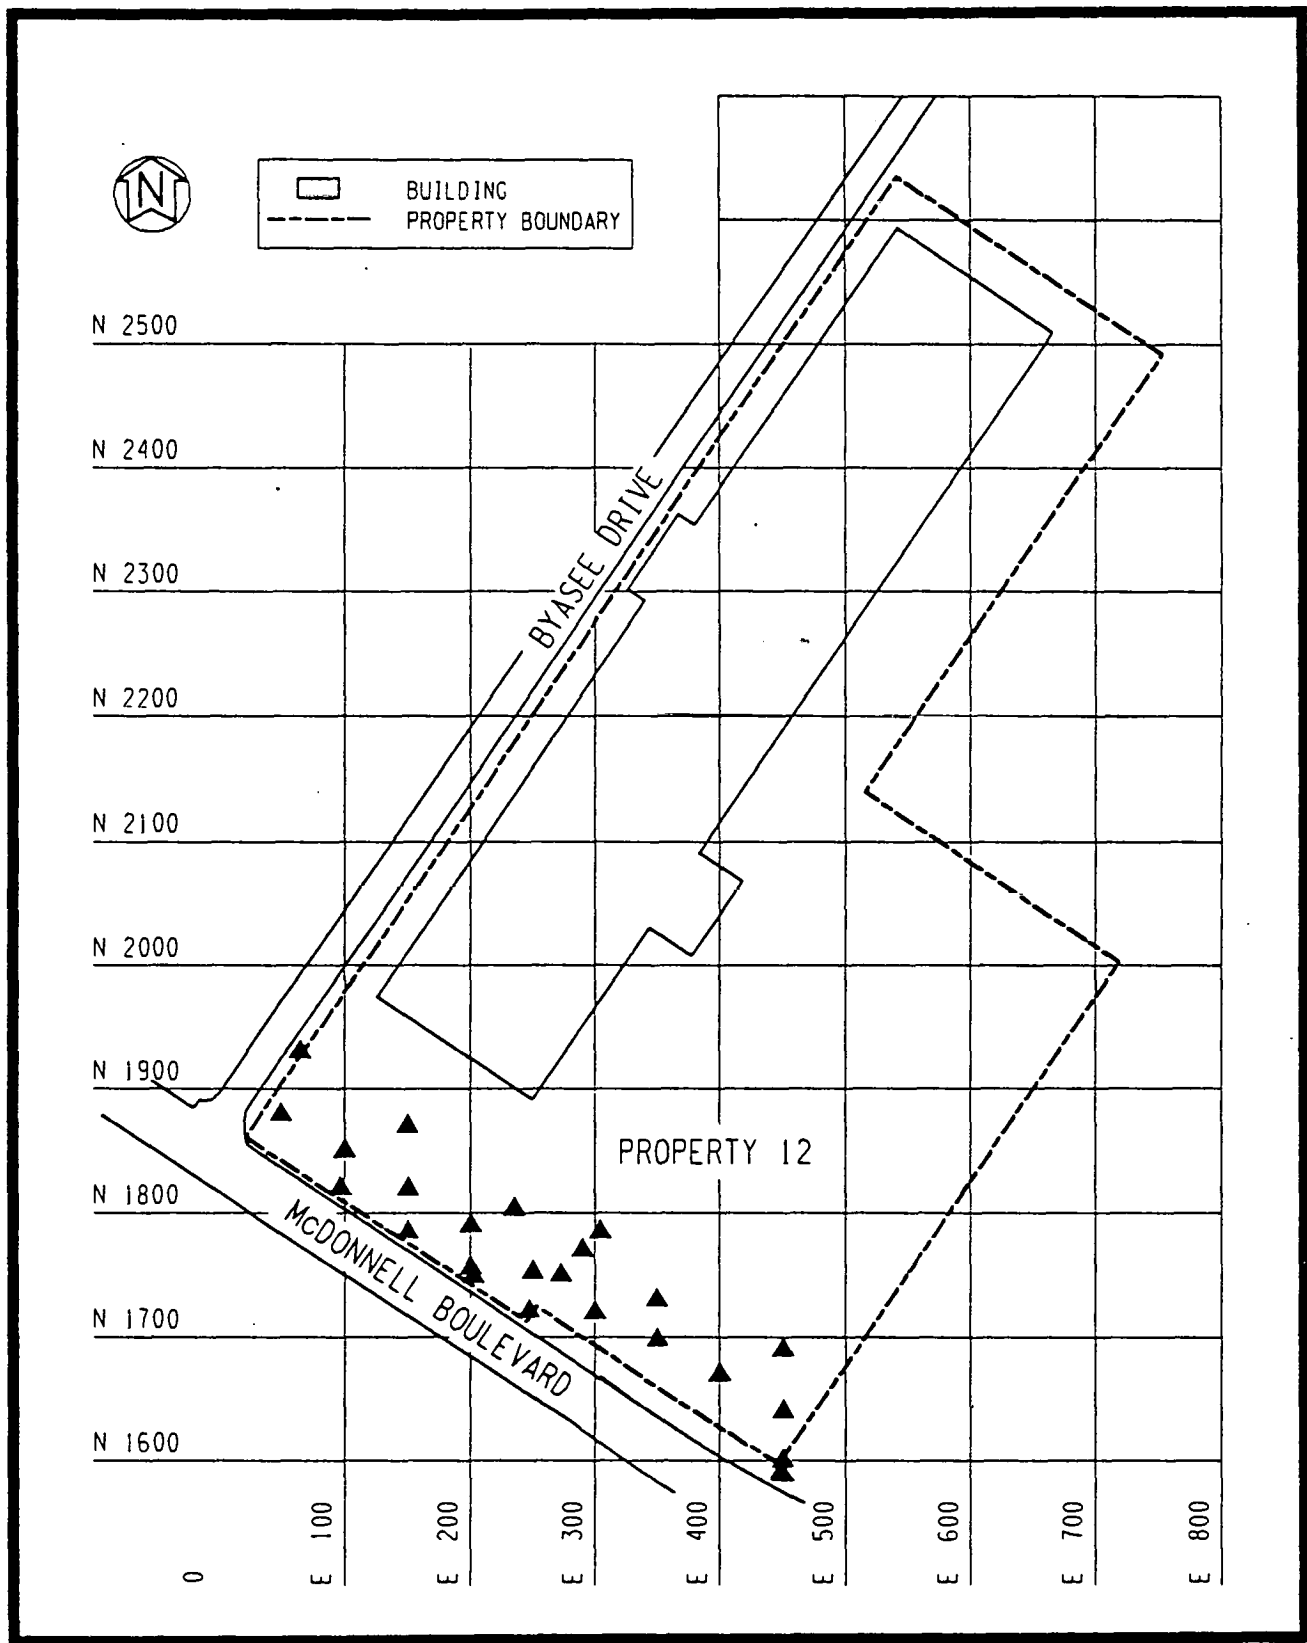 N
BUILDING
PROPERTY BOUNDARY
N 2500
N 2400
BYASEE DRIVE
N 2300
N 2200
N 2100
N 2000
N 1900
PROPERTY 12
N 1800
McDONNELL BOULEVARD
N 1700
N 1600
0
E 100
E 200
E 300
E 500
E 600
E 700
E 800